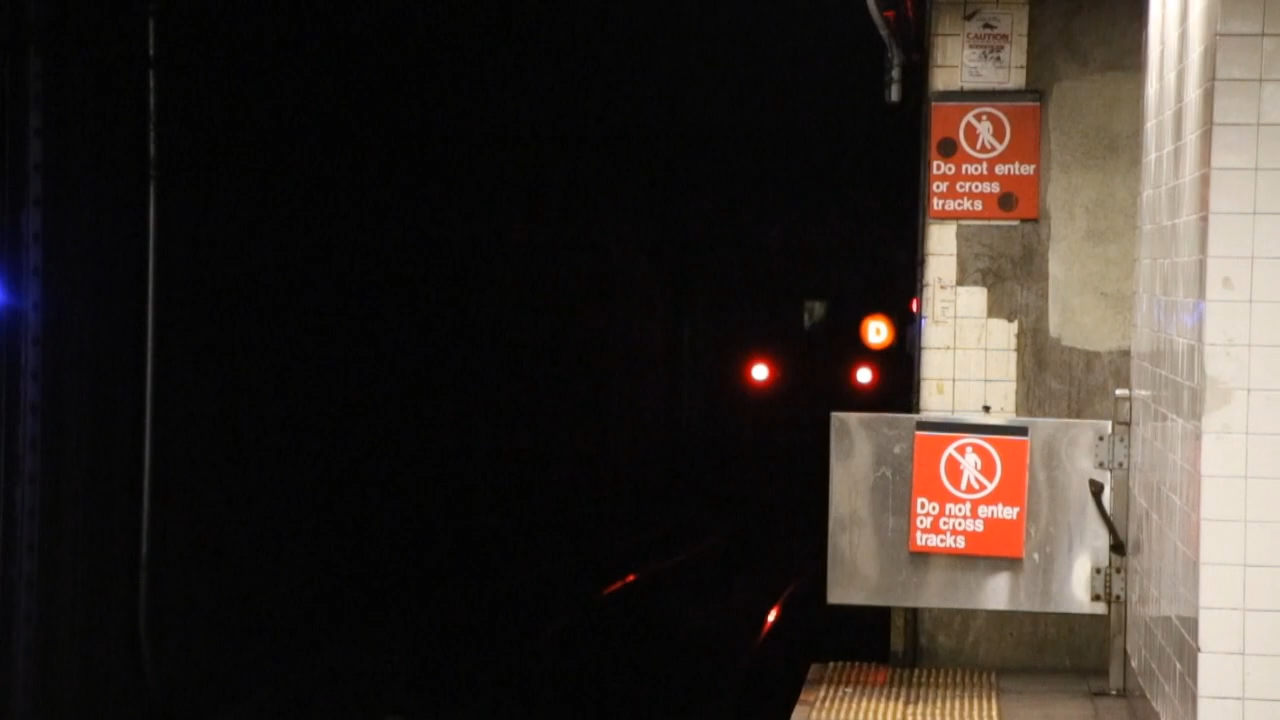 CAUTION
Do not enter
or cross
tracks
D
Do not enter
or cross
tracks